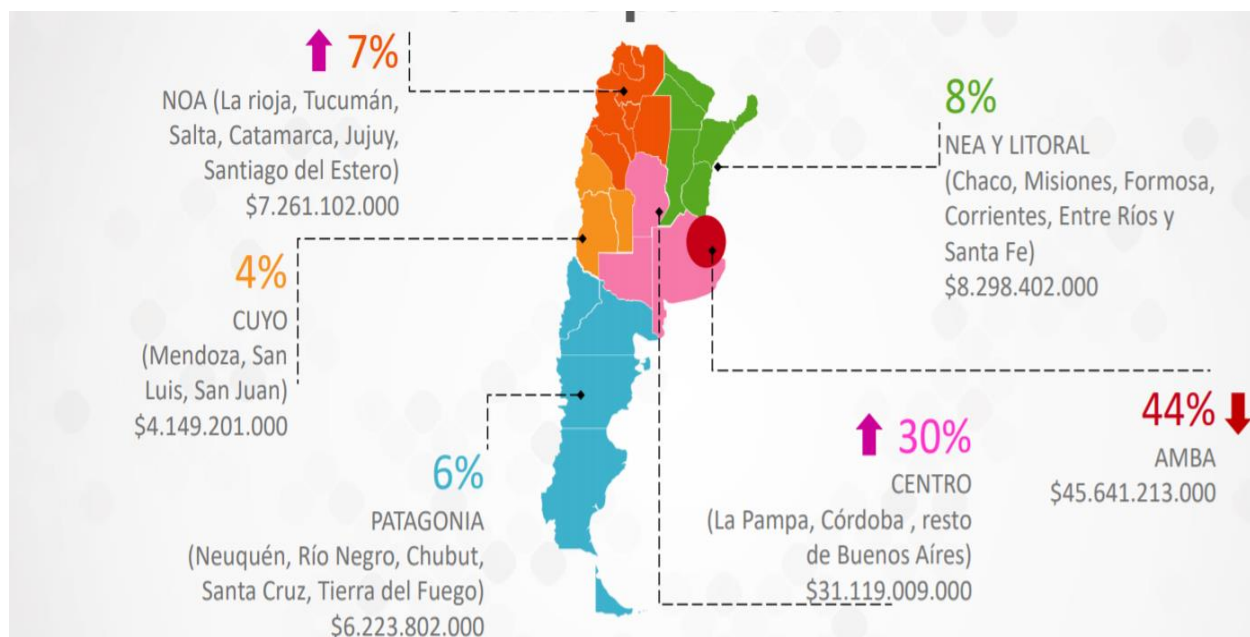 7%
NOA (La rioja, Tucumán,
Salta, Catamarca, Jujuy,
Santiago del Estero)
$7.261.102.000
8%
NEA Y LITORAL
(Chaco, Misiones, Formosa,
Corrientes, Entre Ríos y
Santa Fe)
$8.298.402.000
4%
CUYO
(Mendoza, San
Luis, San Juan)
$4.149.201.000
6%
PATAGONIA
(Neuquén, Río Negro, Chubut,
Santa Cruz, Tierra del Fuego)
$6.223.802.000
30%
CENTRO
(La Pampa, Córdoba , resto
de Buenos Aíres)
$31.119.009.000
44%
AMBA
$45.641.213.000